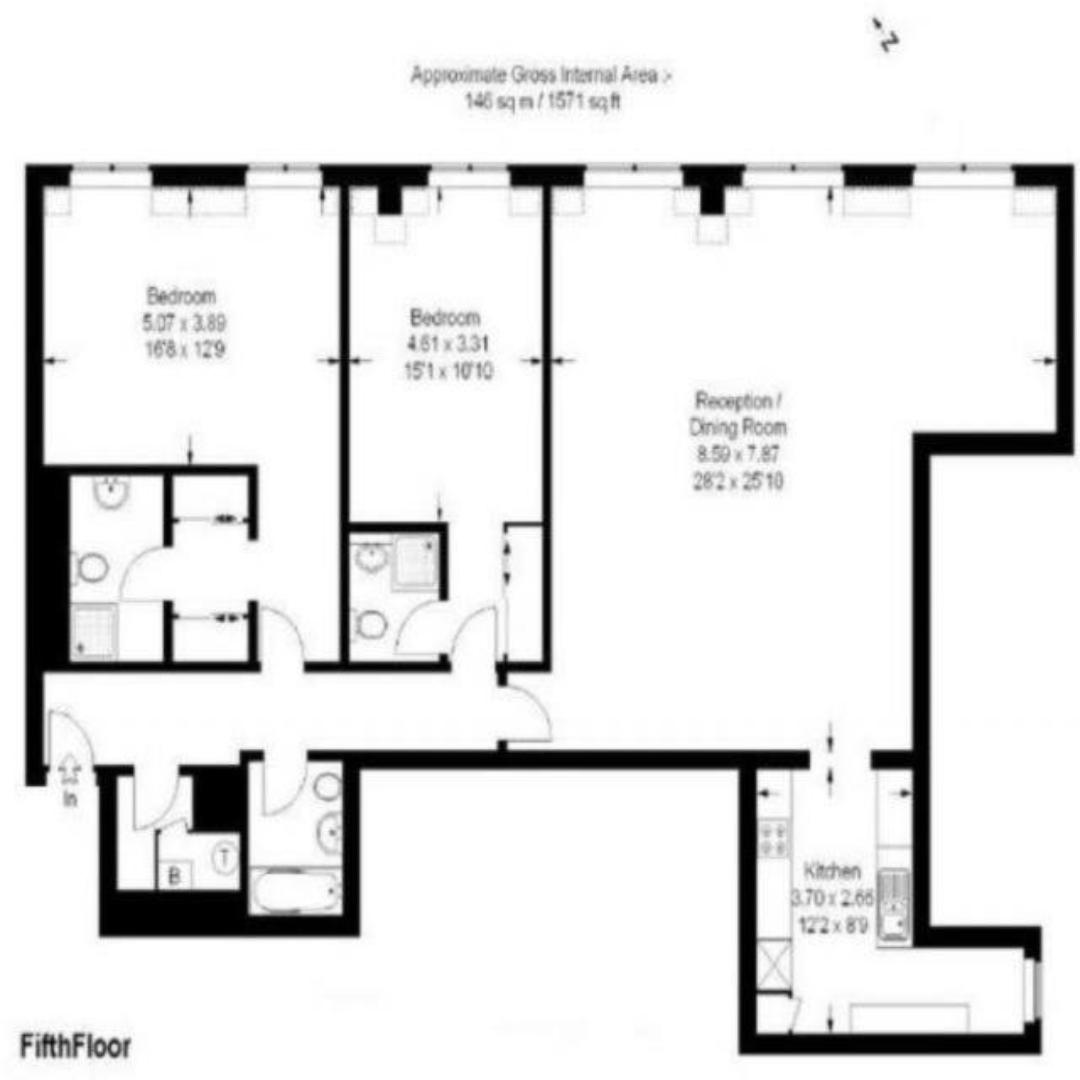 N
Approximate Gross Internal Area :-
146 sq m / 1571 sq ft
Bedroom
5.07 x 3.89
16'8 x 12'9
Bedroom
4.61 x 3.31
15'1 x 10'10
Reception /
Dining Room
8.59 x 7.87
28'2 x 25'10
In
B
T
Kitchen
3.70 x 2.66
12'2 x 8'9
FifthFloor